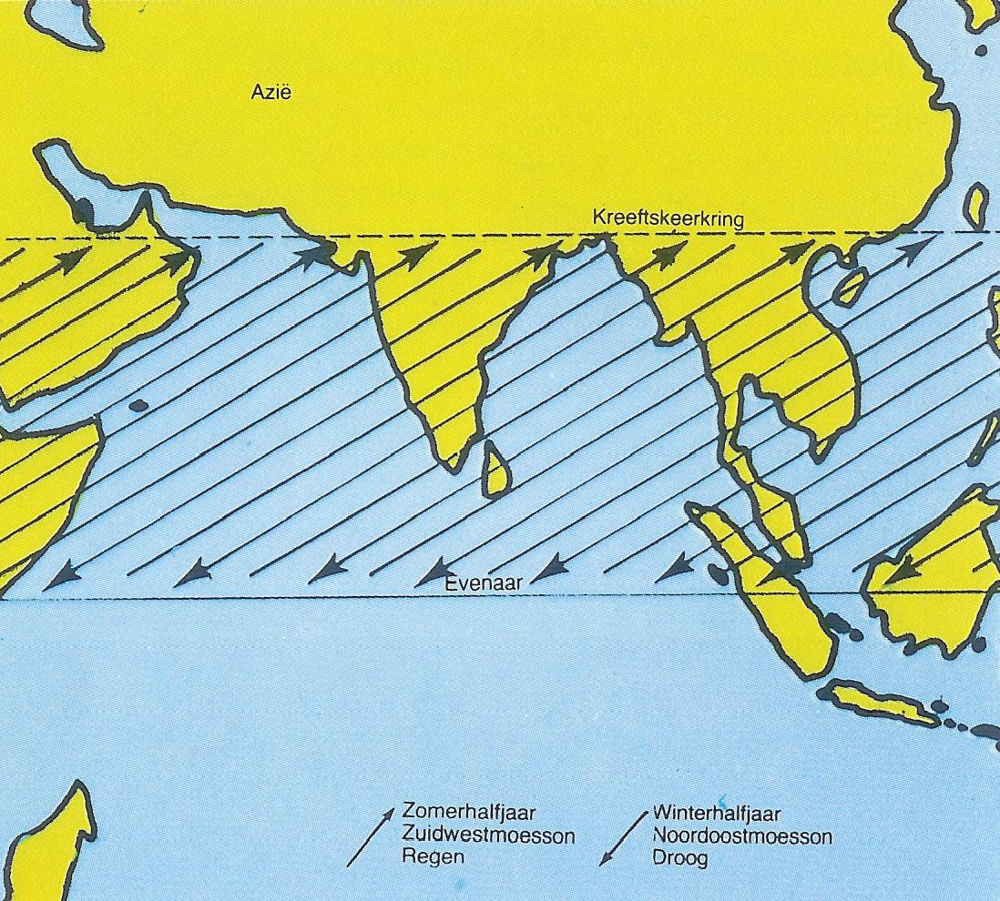 Azië
Kreeftskeerkring
Evenaar
Zomerhalfjaar
Zuidwestmoesson
Regen
Winterhalfjaar
Noordoostmoesson
Droog